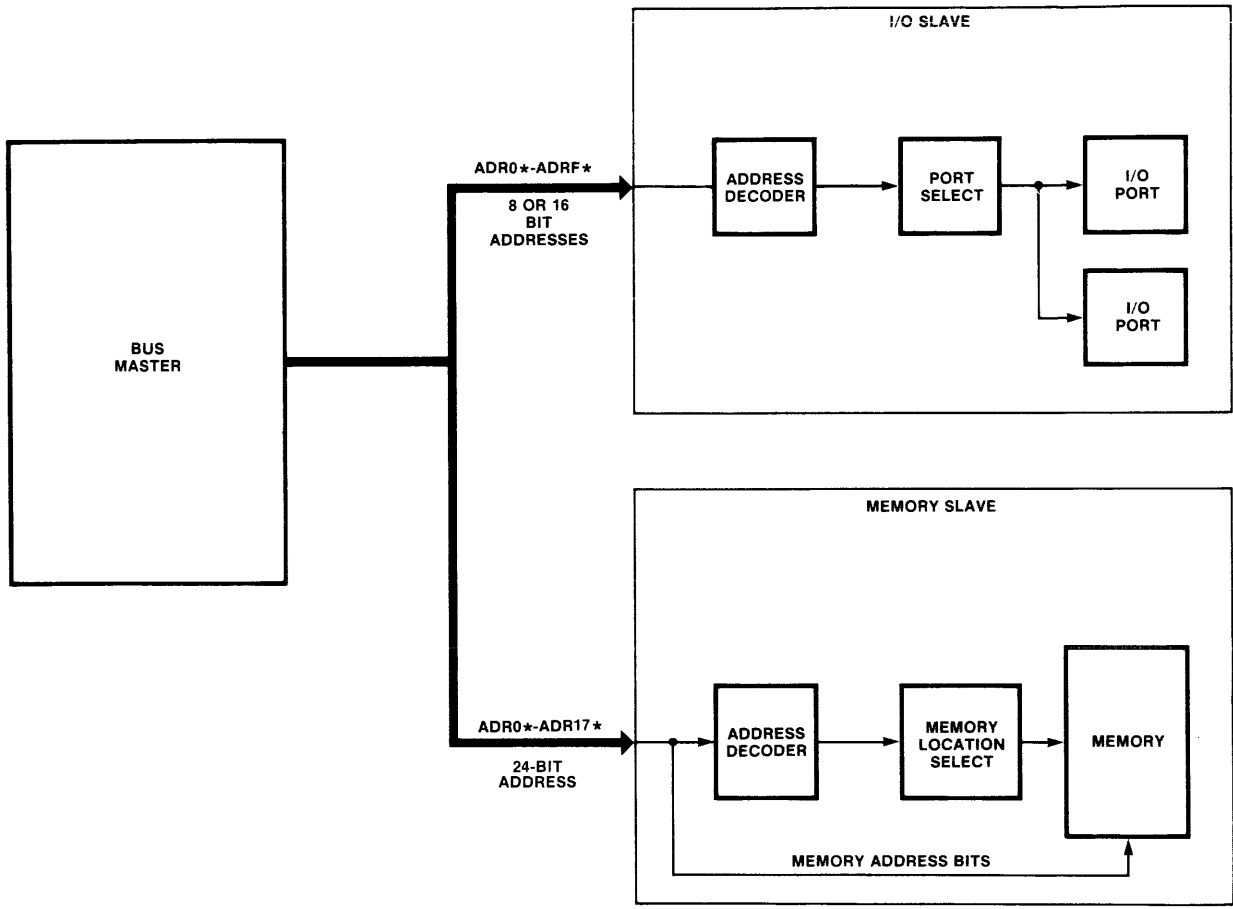 I/O SLAVE
ADR0*-ADRF*
8 OR 16
BIT
ADDRESSES
ADDRESS
DECODER
PORT
SELECT
I/O
PORT
I/O
PORT
BUS
MASTER
MEMORY SLAVE
ADR0*-ADR17*
24-BIT
ADDRESS
ADDRESS
DECODER
MEMORY
LOCATION
SELECT
MEMORY
MEMORY ADDRESS BITS